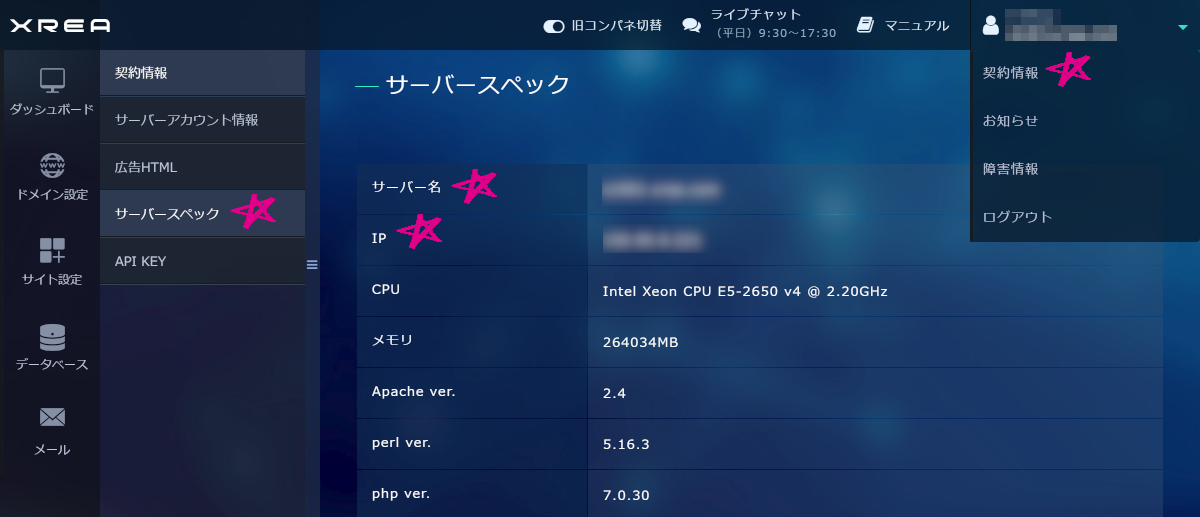 XREA
旧コンパネ切替
ライブチャット
（平日）9:30〜17:30
マニュアル
契約情報
お知らせ
障害情報
ログアウト
ダッシュボード
ドメイン設定
WWW
サイト設定
データベース
メール
契約情報
サーバーアカウント情報
広告HTML
サーバースペック
API KEY
サーバースペック
サーバー名
IP
CPU Intel Xeon CPU E5-2650 v4 @ 2.20GHz
メモリ 264034MB
Apache ver. 2.4
perl ver. 5.16.3
php ver. 7.0.30